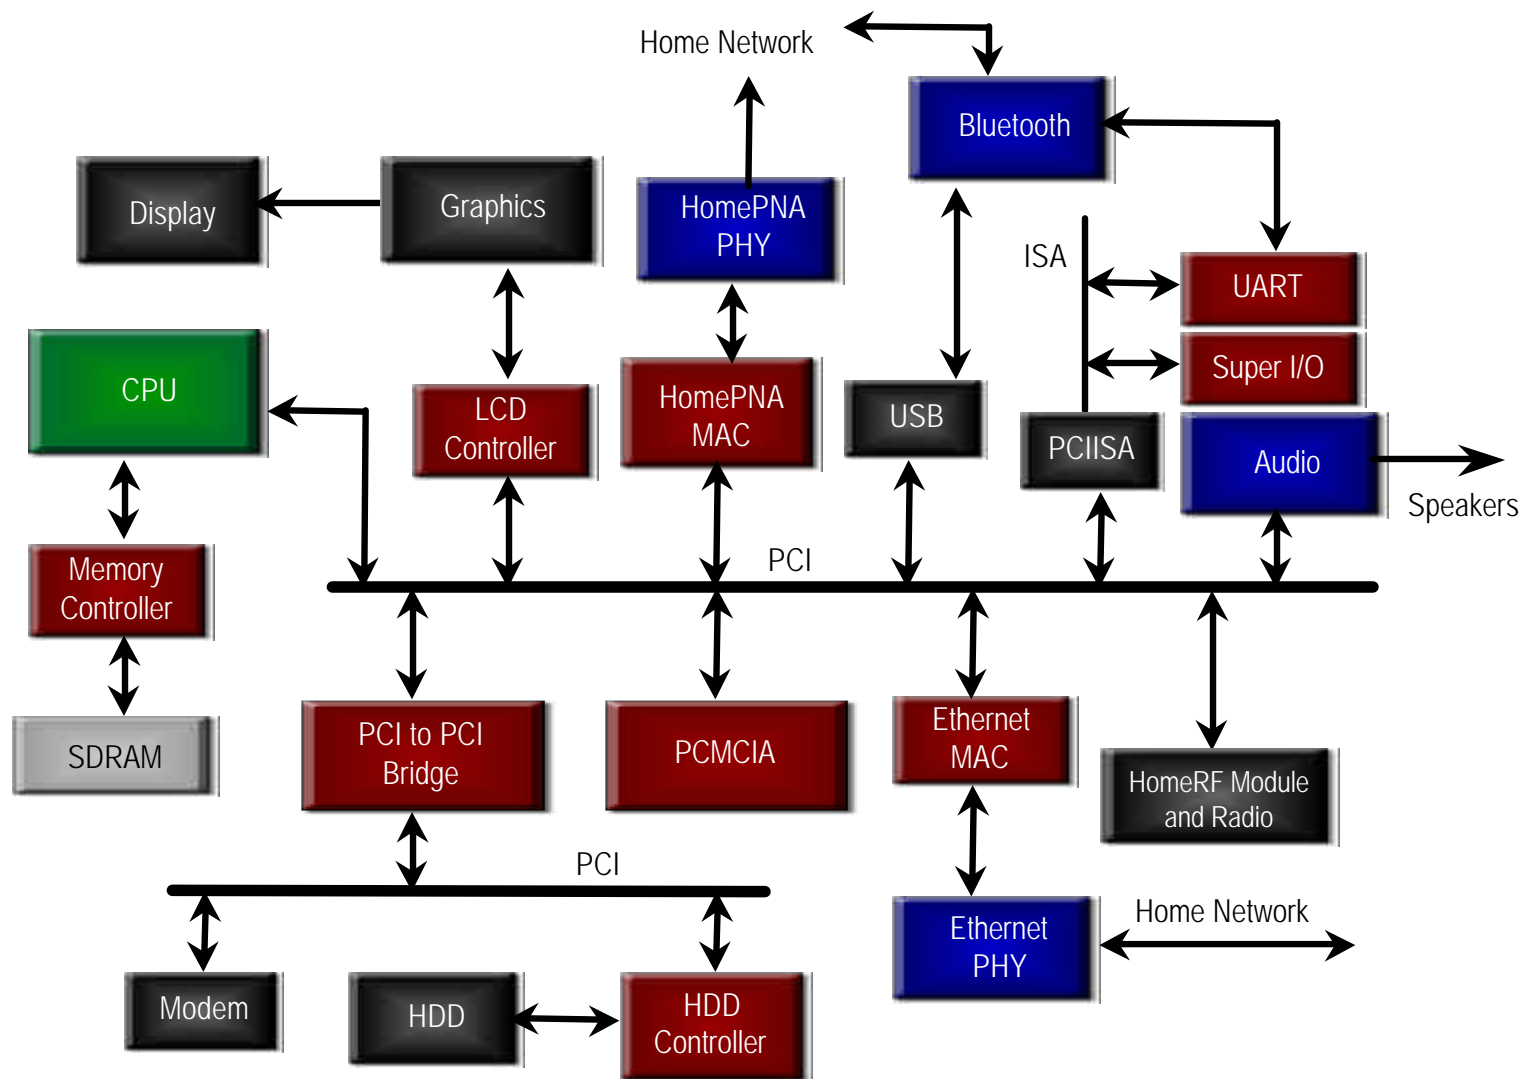 Home Network
Bluetooth
Display
Graphics
HomePNA
PHY
ISA
UART
CPU
LCD
Controller
HomePNA
MAC
USB
PCIISA
Super I/O
Audio
Speakers
Memory
Controller
PCI
SDRAM
PCI to PCI
Bridge
PCMCIA
Ethernet
MAC
HomeRF Module
and Radio
PCI
Ethernet
PHY
Home Network
Modem
HDD
HDD
Controller